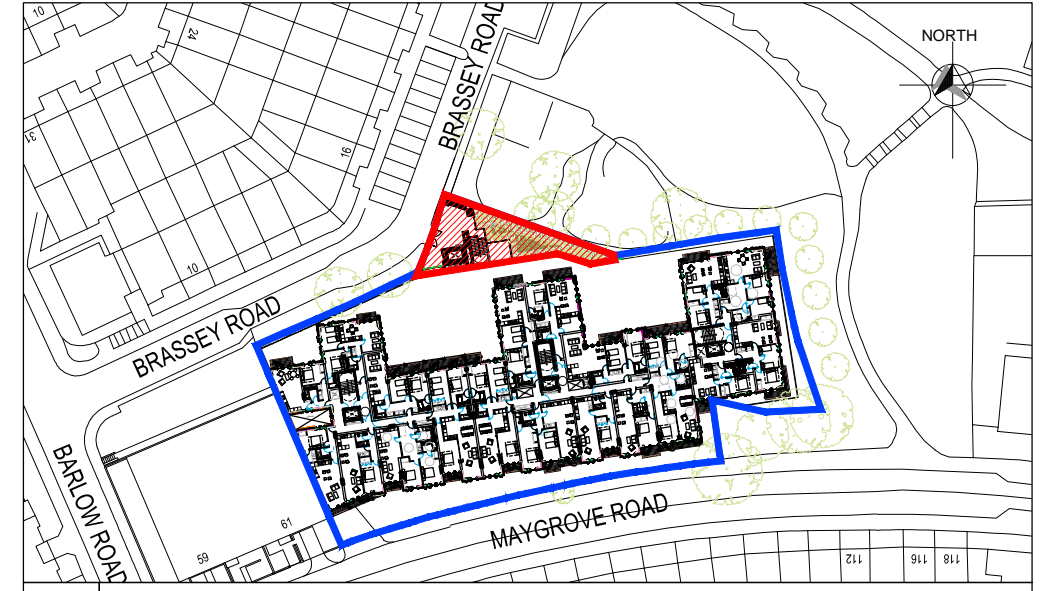 10
24
BRASSEY ROAD
NORTH
31
16
10
BRASSEY ROAD
BARLOW ROAD
61
59
MAYGROVE ROAD
112
116
118